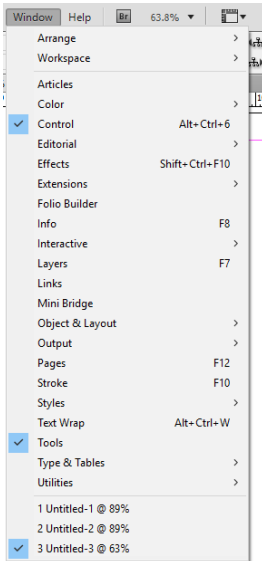 Window Help Br 63.8%
Arrange
Workspace
Articles
Color
Control Alt+Ctrl+6
Editorial
Effects Shift+Ctrl+F10
Extensions
Folio Builder
Info F8
Interactive
Layers F7
Links
Mini Bridge
Object & Layout
Output
Pages F12
Stroke F10
Styles
Text Wrap Alt+Ctrl+W
Tools
Type & Tables
Utilities
1 Untitled-1 @ 89%
2 Untitled-2 @ 89%
3 Untitled-3 @ 63%